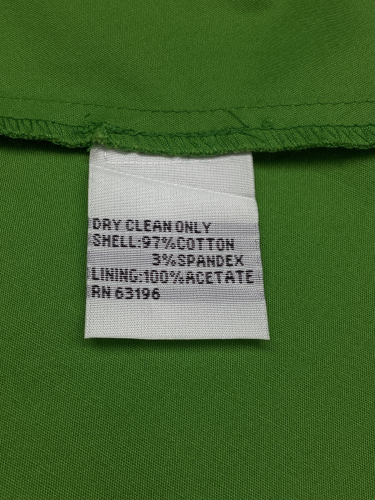 DRY CLEAN ONLY
SHELL:97%COTTON
3%SPANDEX
LINING:100%ACETATE
RN 63196